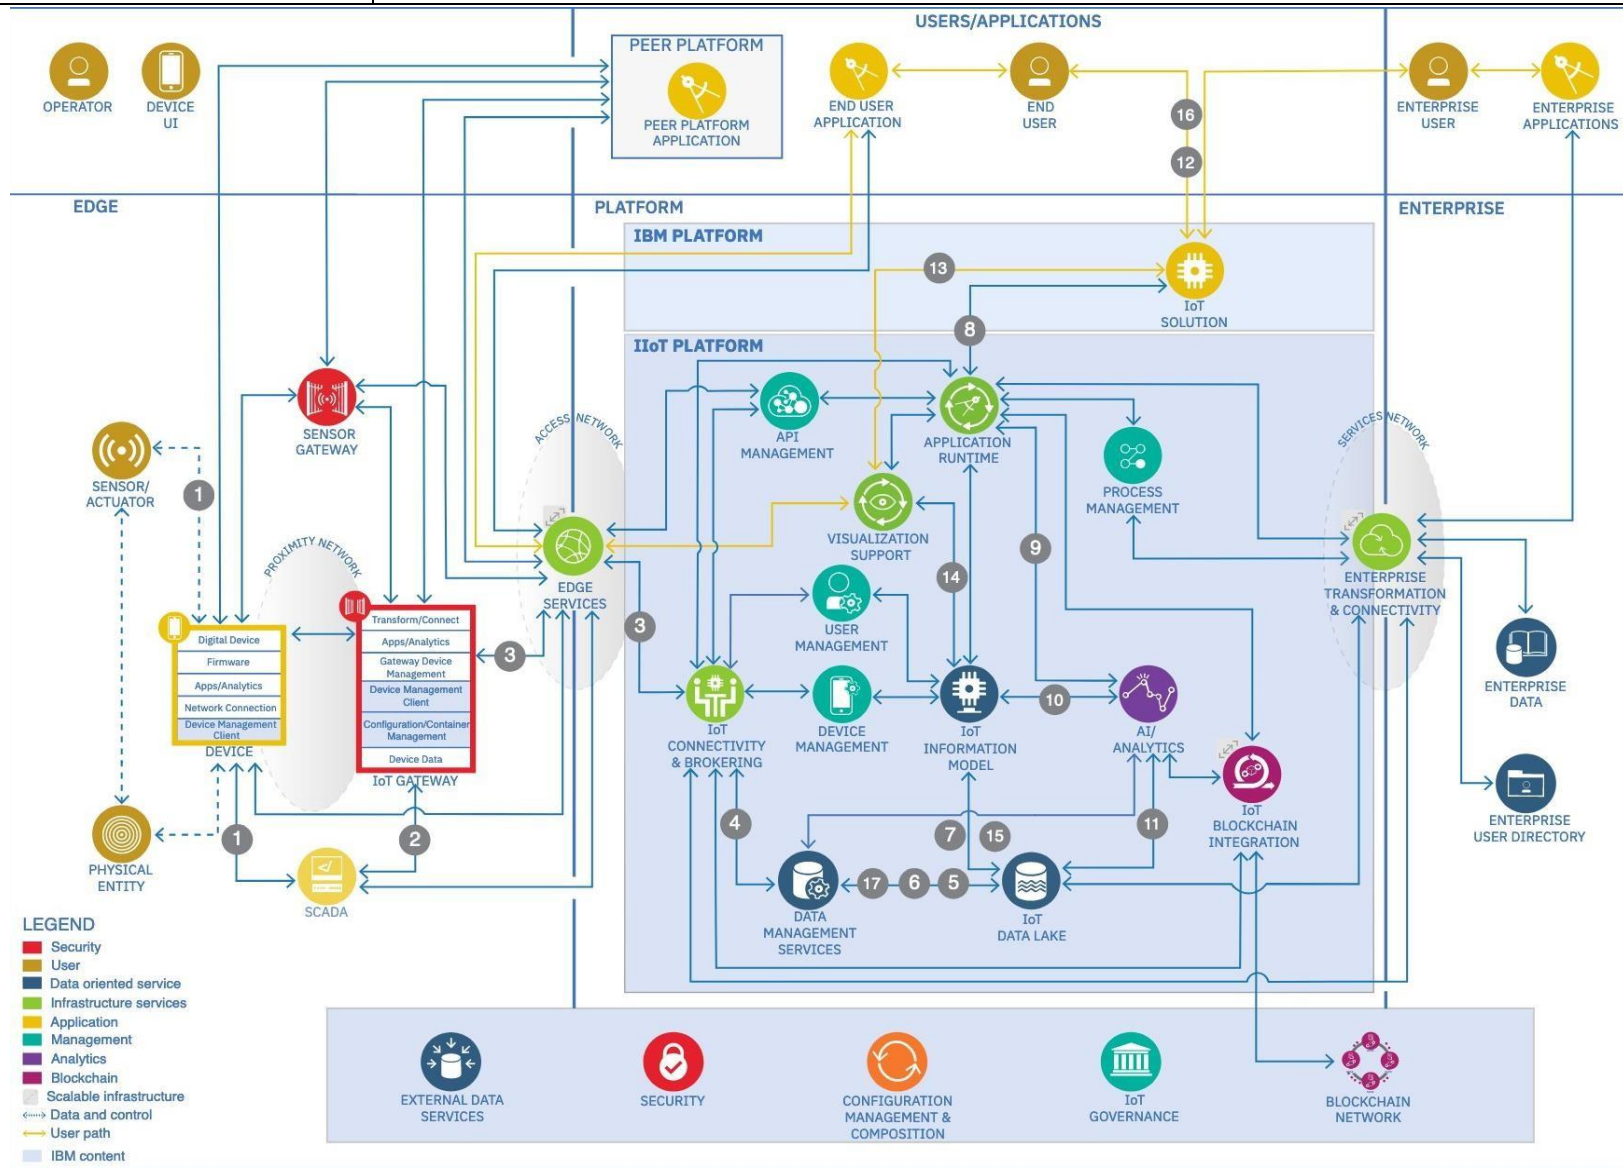 USERS/APPLICATIONS
OPERATOR
DEVICE
UI
PEER PLATFORM
PEER PLATFORM
APPLICATION
END USER
APPLICATION
END
USER
16
12
ENTERPRISE
USER
ENTERPRISE
APPLICATIONS
EDGE
PLATFORM
ENTERPRISE
IBM PLATFORM
13
IoT
SOLUTION
8
IIoT PLATFORM
SENSOR
GATEWAY
ACCESS NETWORK
API
MANAGEMENT
APPLICATION
RUNTIME
PROCESS
MANAGEMENT
SERVICES NETWORK
SENSOR/
ACTUATOR
1
PROXIMITY NETWORK
VISUALIZATION
SUPPORT
9
14
EDGE
SERVICES
ENTERPRISE
TRANSFORMATION
& CONNECTIVITY
USER
MANAGEMENT
3
3
Digital Device
Firmware
Apps/Analytics
Network Connection
Device Management
Client
DEVICE
Transform/Connect
Apps/Analytics
Gateway Device
Management
Device Management
Client
Configuration/Container
Management
Device Data
IoT GATEWAY
IoT
CONNECTIVITY
& BROKERING
DEVICE
MANAGEMENT
IoT
INFORMATION
MODEL
10
AI/
ANALYTICS
ENTERPRISE
DATA
IoT
BLOCKCHAIN
INTEGRATION
ENTERPRISE
USER DIRECTORY
PHYSICAL
ENTITY
1
2
SCADA
4
7
15
11
17
6
5
DATA
MANAGEMENT
SERVICES
IoT
DATA LAKE
LEGEND
Security
User
Data oriented service
Infrastructure services
Application
Management
Analytics
Blockchain
Scalable infrastructure
Data and control
User path
IBM content
EXTERNAL DATA
SERVICES
SECURITY
CONFIGURATION
MANAGEMENT &
COMPOSITION
IoT
GOVERNANCE
BLOCKCHAIN
NETWORK